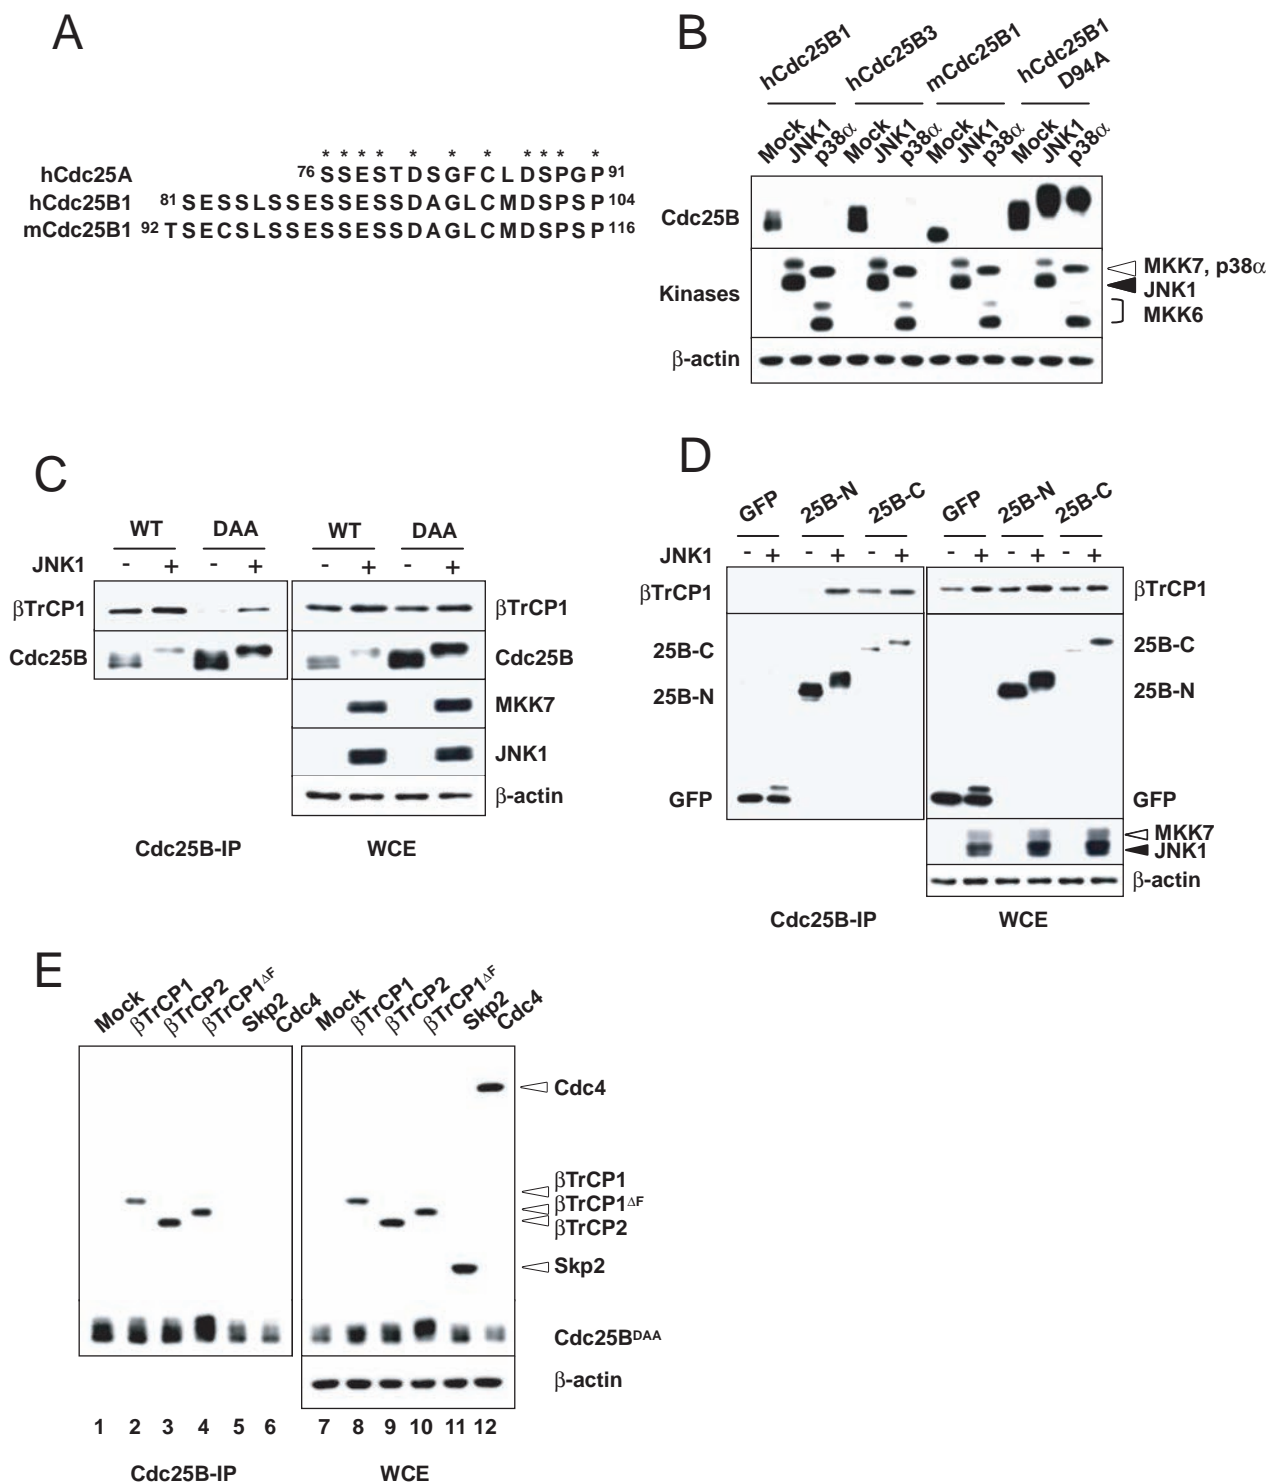 A
* * * * * * * * * * *
hCdc25A 76 S S E S T D S G F C L D S P G P 91
hCdc25B1 81 S E S S L S S E S S E S S D A G L C M D S P S P 104
mCdc25B1 92 T S E C S L S S E S S E S S D A G L C M D S P S P 116
B
hCdc25B1 hCdc25B3 mCdc25B1 hCdc25B1 D94A
Mock JNK1 p38α Mock JNK1 p38α Mock JNK1 p38α Mock JNK1 p38α
Cdc25B
Kinases
MKK7, p38α
JNK1
MKK6
β-actin
C
WT DAA WT DAA
JNK1 - + - + - + - +
βTrCP1 βTrCP1
Cdc25B Cdc25B
MKK7
JNK1
β-actin
Cdc25B-IP WCE
D
GFP 25B-N 25B-C GFP 25B-N 25B-C
JNK1 - + - + - + - + - + - +
βTrCP1 βTrCP1
25B-C 25B-C
25B-N 25B-N
GFP GFP
MKK7
JNK1
β-actin
Cdc25B-IP WCE
E
Mock βTrCP1 βTrCP2 βTrCP1ΔF Skp2 Cdc4 Mock βTrCP1 βTrCP2 βTrCP1ΔF Skp2 Cdc4
Cdc4
βTrCP1
βTrCP1ΔF
βTrCP2
Skp2
Cdc25BDAA
β-actin
1 2 3 4 5 6 7 8 9 10 11 12
Cdc25B-IP WCE